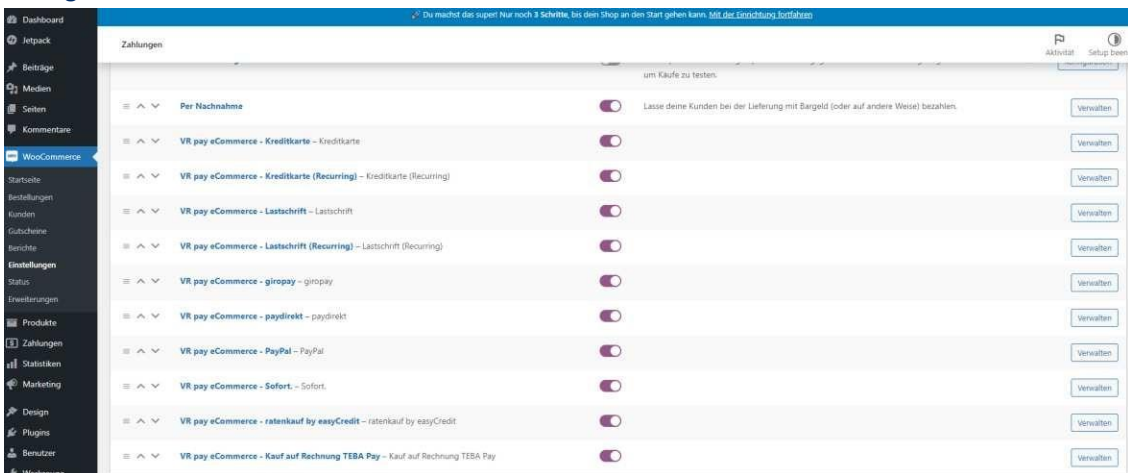 Dashboard
Jetpack
Beiträge
Medien
Seiten
Kommentare
WooCommerce
Startseite
Bestellungen
Kunden
Gutscheine
Berichte
Einstellungen
Status
Erweiterungen
Produkte
Zahlungen
Statistiken
Marketing
Design
Plugins
Benutzer
Du machst das super! Nur noch 3 Schritte, bis dein Shop an den Start gehen kann. Mit der Einrichtung fortfahren
Zahlungen
Aktivität Setup been
um Käufe zu testen.
Per Nachnahme Lasse deine Kunden bei der Lieferung mit Bargeld (oder auf andere Weise) bezahlen. Verwalten
VR pay eCommerce - Kreditkarte – Kreditkarte Verwalten
VR pay eCommerce - Kreditkarte (Recurring) – Kreditkarte (Recurring) Verwalten
VR pay eCommerce - Lastschrift – Lastschrift Verwalten
VR pay eCommerce - Lastschrift (Recurring) – Lastschrift (Recurring) Verwalten
VR pay eCommerce - giropay – giropay Verwalten
VR pay eCommerce - paydirekt – paydirekt Verwalten
VR pay eCommerce - PayPal – PayPal Verwalten
VR pay eCommerce - Sofort. – Sofort. Verwalten
VR pay eCommerce - ratenkauf by easyCredit – ratenkauf by easyCredit Verwalten
VR pay eCommerce - Kauf auf Rechnung TEBA Pay – Kauf auf Rechnung TEBA Pay Verwalten